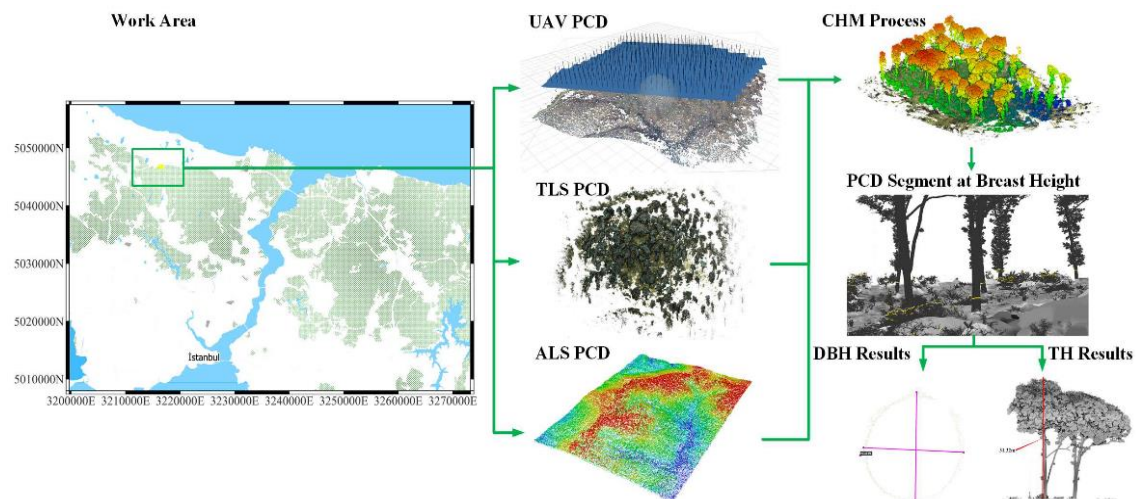 Work Area
UAV PCD
CHM Process
5050000N
5040000N
5030000N
5020000N
5010000N
İstanbul
3200000E 3210000E 3220000E 3230000E 3240000E 3250000E 3260000E 3270000E
TLS PCD
PCD Segment at Breast Height
ALS PCD
DBH Results
TH Results